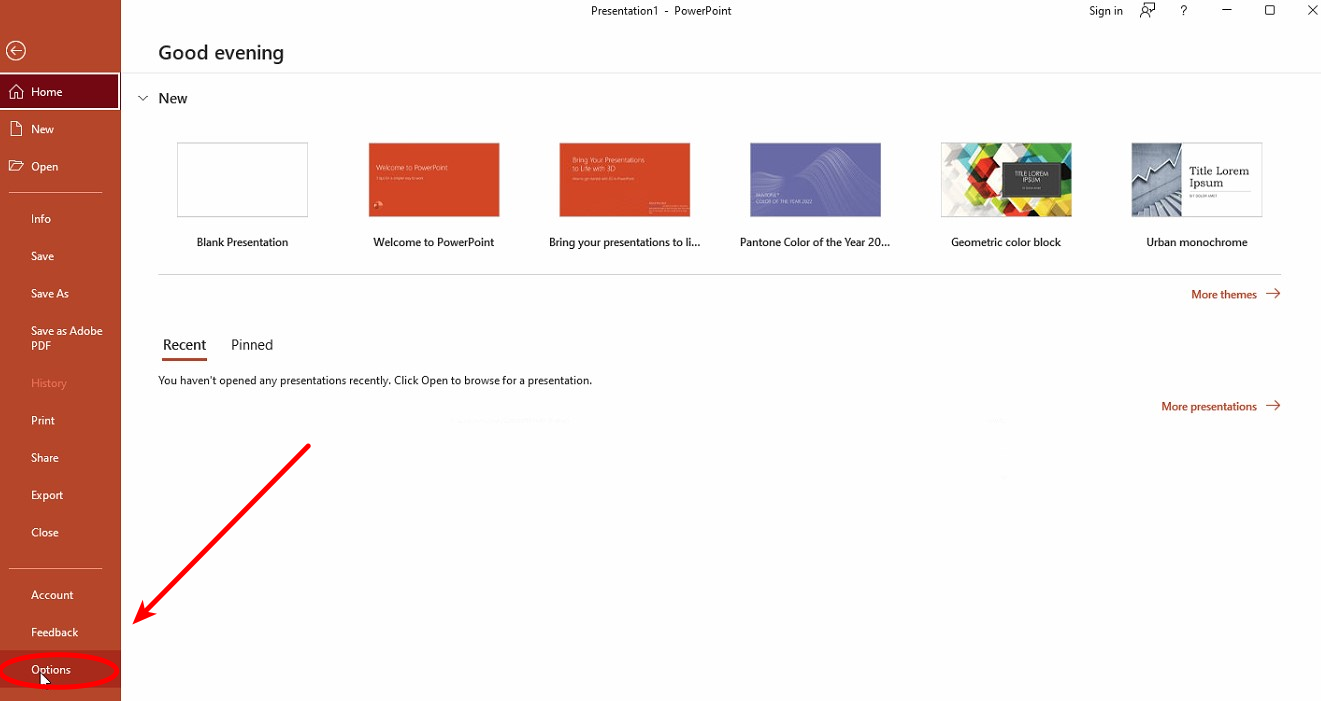 Presentation1 - PowerPoint
Sign in
?
Good evening
Home
New
New
Open
Welcome to PowerPoint
Bring Your Presentations
to Life with 3D
PANTONE®
COLOR OF THE YEAR 2022
TITLE LOREM
IPSUM
Title Lorem
Ipsum
Blank Presentation
Welcome to PowerPoint
Bring your presentations to li...
Pantone Color of the Year 20...
Geometric color block
Urban monochrome
More themes
Info
Save
Save As
Save as Adobe
PDF
History
Print
Share
Export
Close
Account
Feedback
Options
Recent
Pinned
You haven't opened any presentations recently. Click Open to browse for a presentation.
More presentations